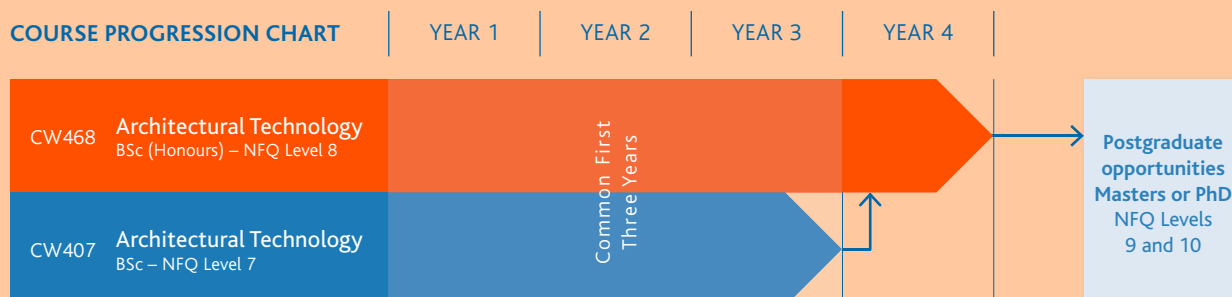 COURSE PROGRESSION CHART
YEAR 1
YEAR 2
YEAR 3
YEAR 4
CW468
Architectural Technology
BSc (Honours) – NFQ Level 8
CW407
Architectural Technology
BSc – NFQ Level 7
Common First
Three Years
Postgraduate
opportunities
Masters or PhD
NFQ Levels
9 and 10